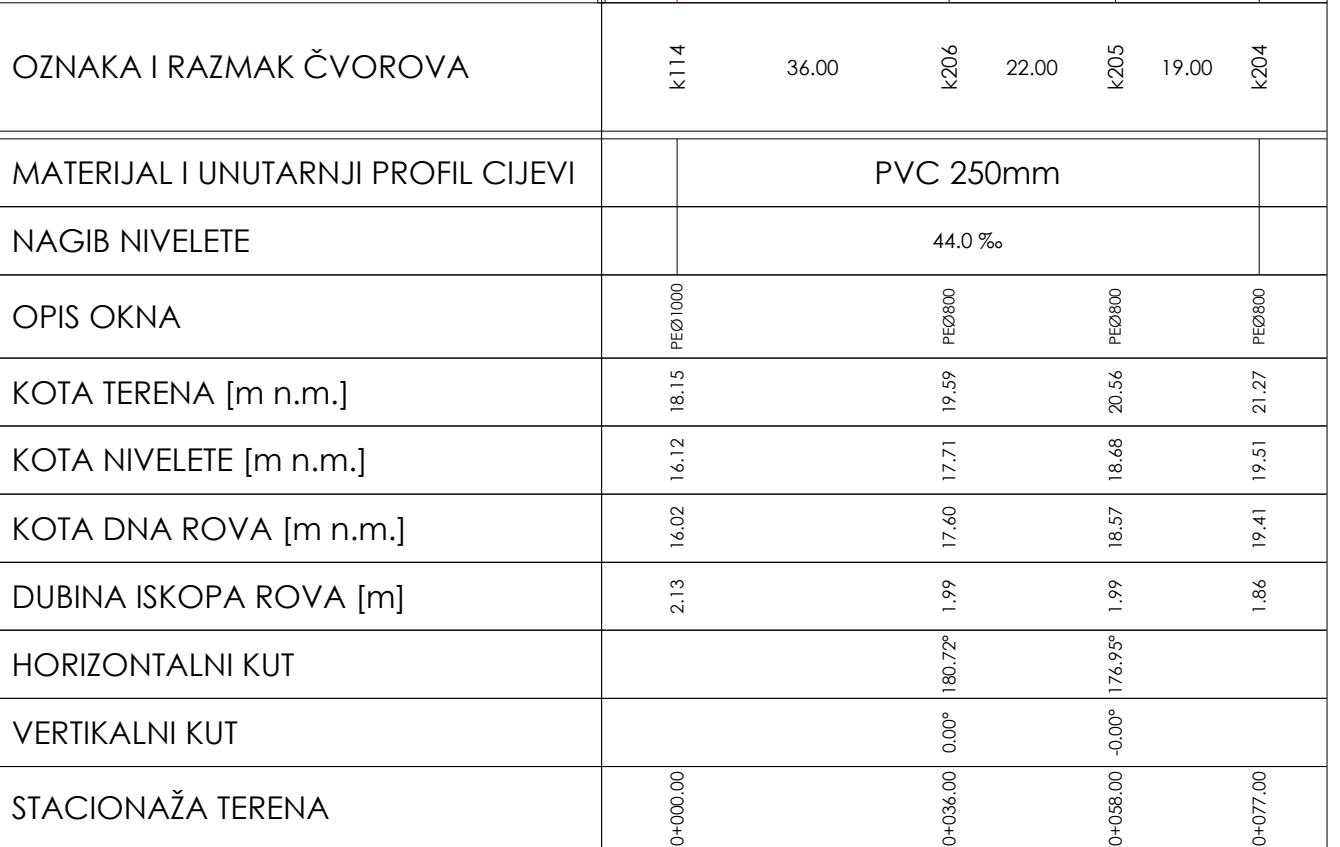 OZNAKA I RAZMAK ČVOROVA k114 36.00 k206 22.00 k205 19.00 k204
MATERIJAL I UNUTARNJI PROFIL CIJEVI PVC 250mm
NAGIB NIVELETE 44.0 ‰
OPIS OKNA PEØ1000 PEØ800 PEØ800 PEØ800
KOTA TERENA [m n.m.] 18.15 19.59 20.56 21.27
KOTA NIVELETE [m n.m.] 16.12 17.71 18.68 19.51
KOTA DNA ROVA [m n.m.] 16.02 17.60 18.57 19.41
DUBINA ISKOPA ROVA [m] 2.13 1.99 1.99 1.86
HORIZONTALNI KUT 180.72° 176.95°
VERTIKALNI KUT 0.00° -0.00°
STACIONAŽA TERENA 0+000.00 0+036.00 0+058.00 0+077.00